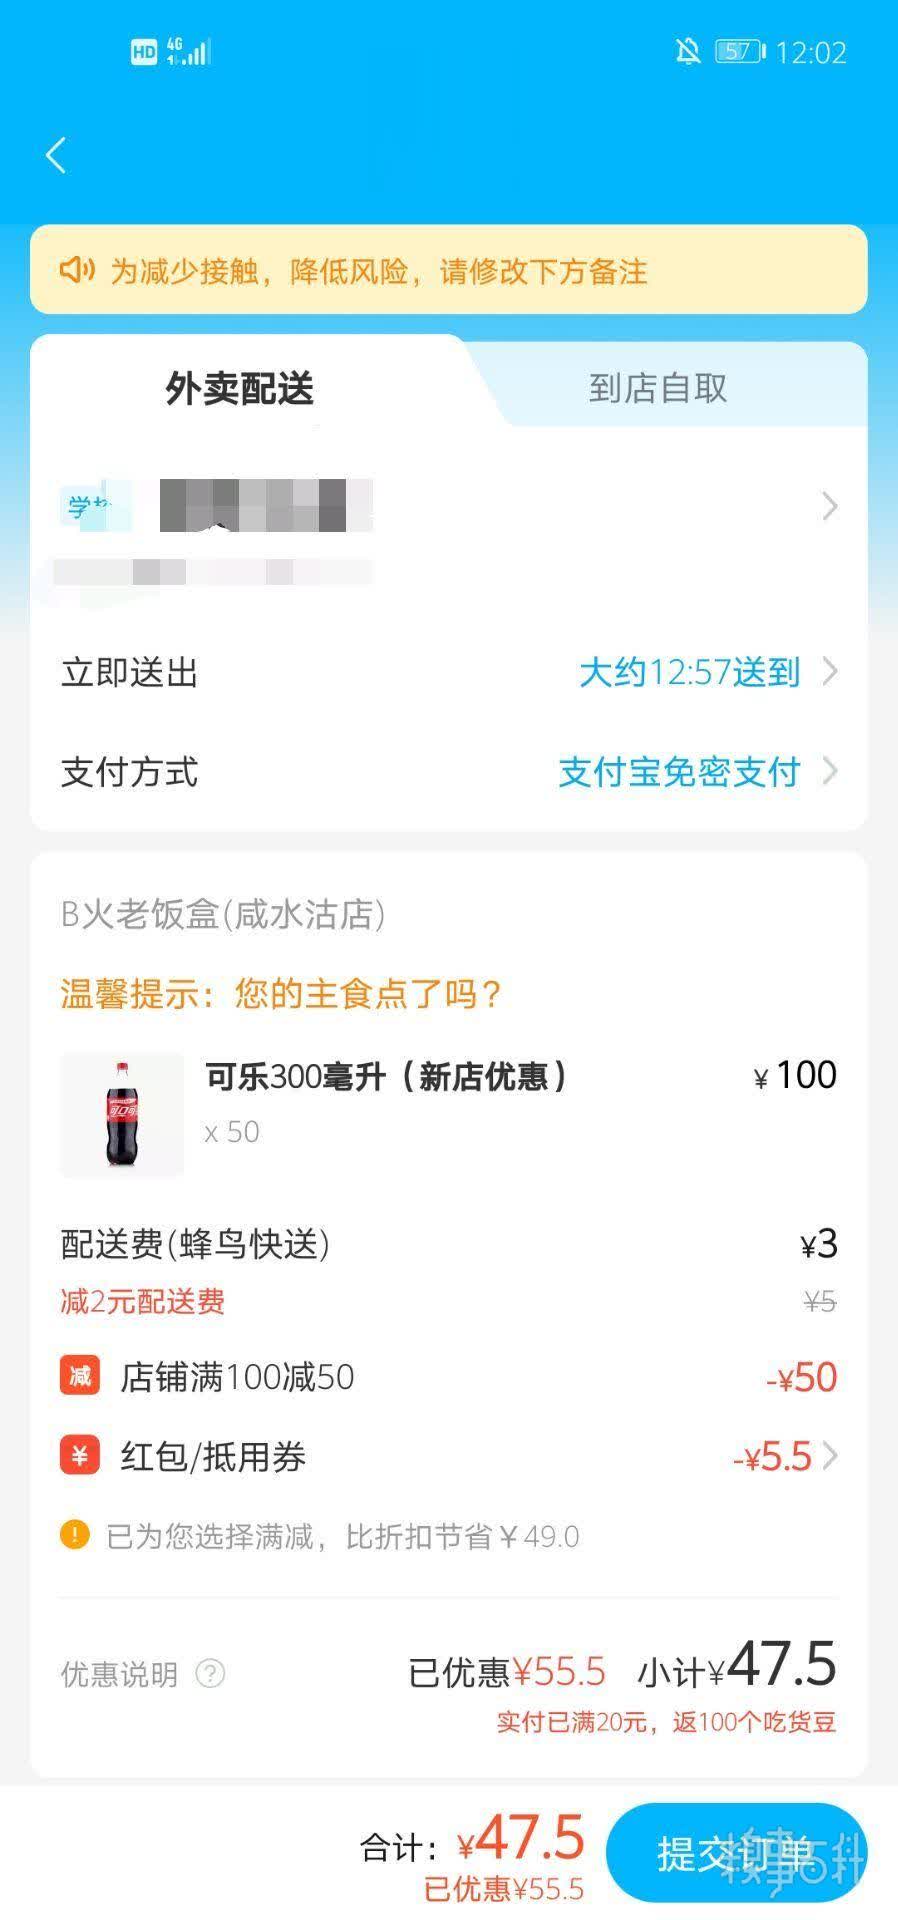 HD 4G 57 12:02
为减少接触，降低风险，请修改下方备注
外卖配送 到店自取
立即送出 大约12:57送到
支付方式 支付宝免密支付
B火老饭盒(咸水沽店)
温馨提示：您的主食点了吗？
可乐300毫升（新店优惠） ¥100
x 50
配送费(蜂鸟快送) ¥3
减2元配送费 ¥5
减 店铺满100减50 -¥50
¥ 红包/抵用券 -¥5.5
! 已为您选择满减，比折扣节省￥49.0
优惠说明 ? 已优惠¥55.5 小计¥47.5
实付已满20元，返100个吃货豆
合计：¥47.5 提交订单
已优惠¥55.5